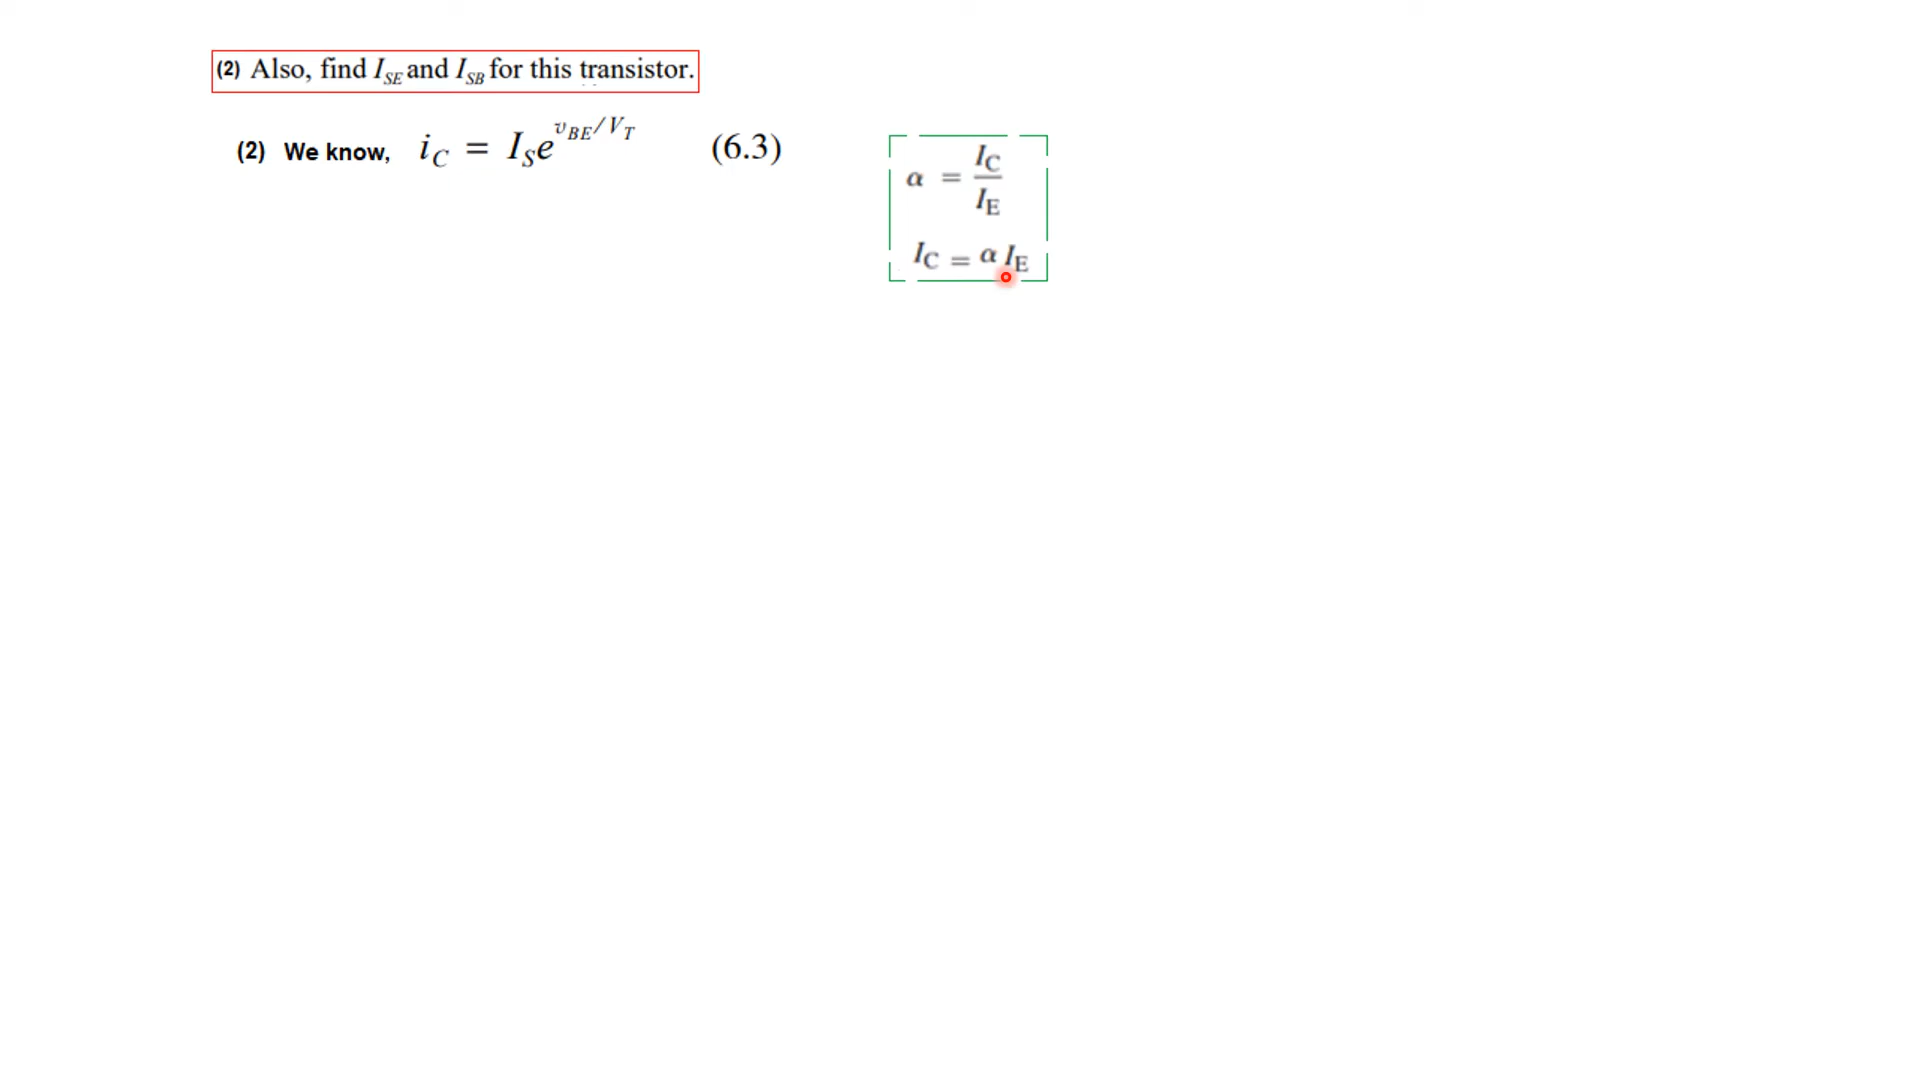 (2) Also, find I_SE and I_SB for this transistor.
(2) We know, i_C = I_S e^{v_BE/V_T} (6.3)
α = I_C / I_E
I_C = α I_E